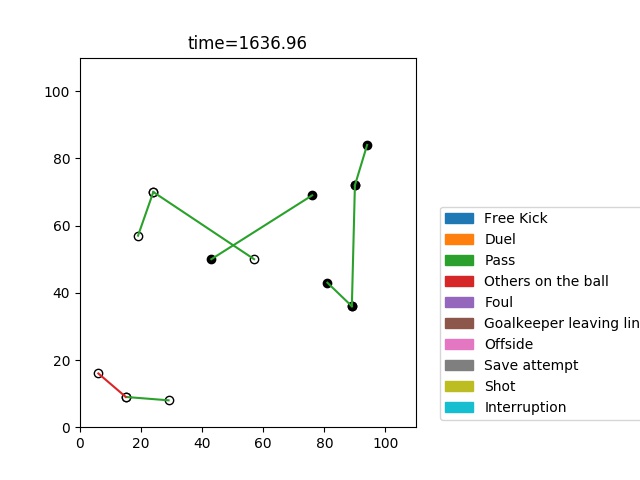 time=1636.96
100
80
60
40
20
0
0 20 40 60 80 100
Free Kick
Duel
Pass
Others on the ball
Foul
Goalkeeper leaving lin
Offside
Save attempt
Shot
Interruption